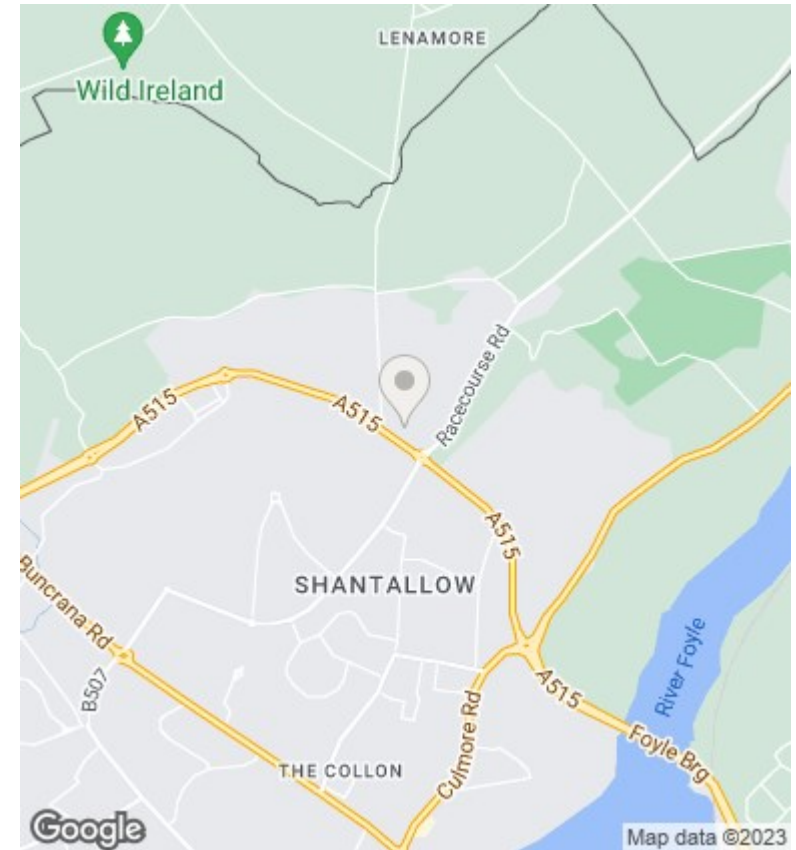 LENAMORE
Wild Ireland
Racecourse Rd
A515
A515
A515
SHANTALLOW
Buncrana Rd
B507
River Foyle
A515
Culmore Rd
Foyle Brg
THE COLLON
Google
Map data ©2023